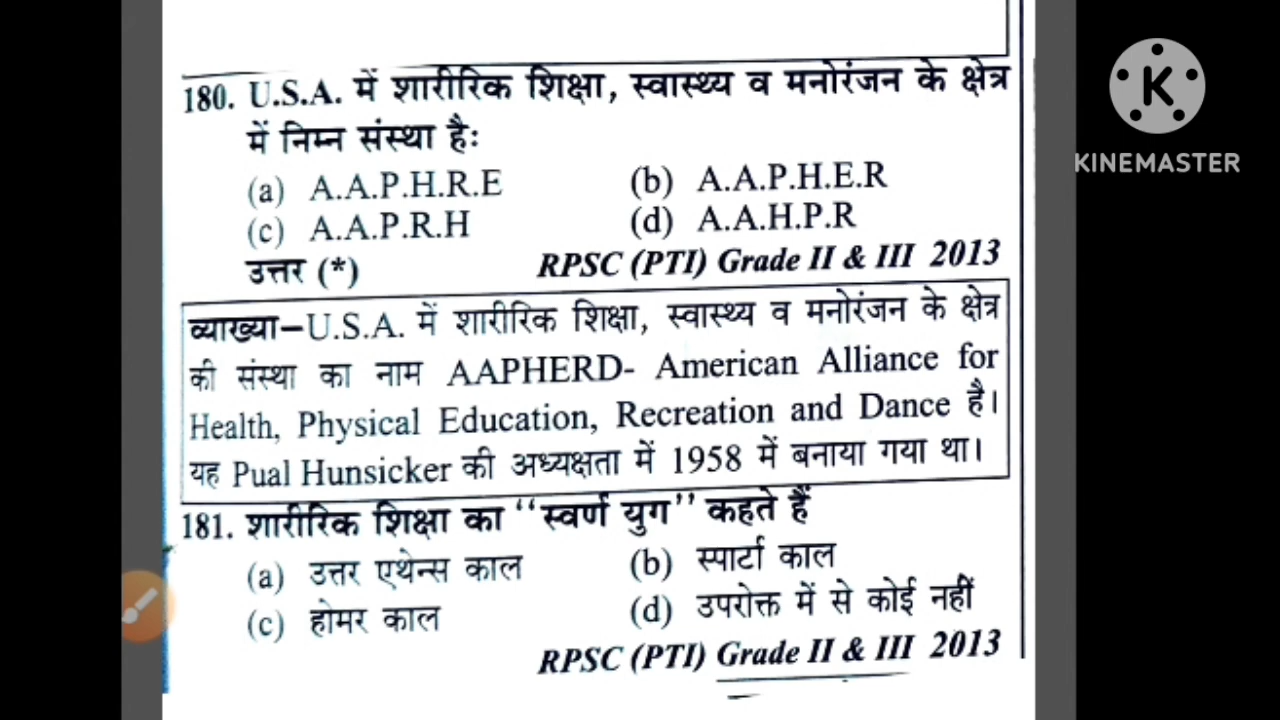 180. U.S.A. में शारीरिक शिक्षा, स्वास्थ्य व मनोरंजन के क्षेत्र
में निम्न संस्था है:
(a) A.A.P.H.R.E (b) A.A.P.H.E.R
(c) A.A.P.R.H (d) A.A.H.P.R
उत्तर (*) RPSC (PTI) Grade II & III 2013
व्याख्या–U.S.A. में शारीरिक शिक्षा, स्वास्थ्य व मनोरंजन के क्षेत्र
की संस्था का नाम AAPHERD- American Alliance for
Health, Physical Education, Recreation and Dance है।
यह Pual Hunsicker की अध्यक्षता में 1958 में बनाया गया था।
181. शारीरिक शिक्षा का ‘‘स्वर्ण युग’’ कहते हैं
(a) उत्तर एथेन्स काल (b) स्पार्टा काल
(c) होमर काल (d) उपरोक्त में से कोई नहीं
RPSC (PTI) Grade II & III 2013
K
KINEMASTER